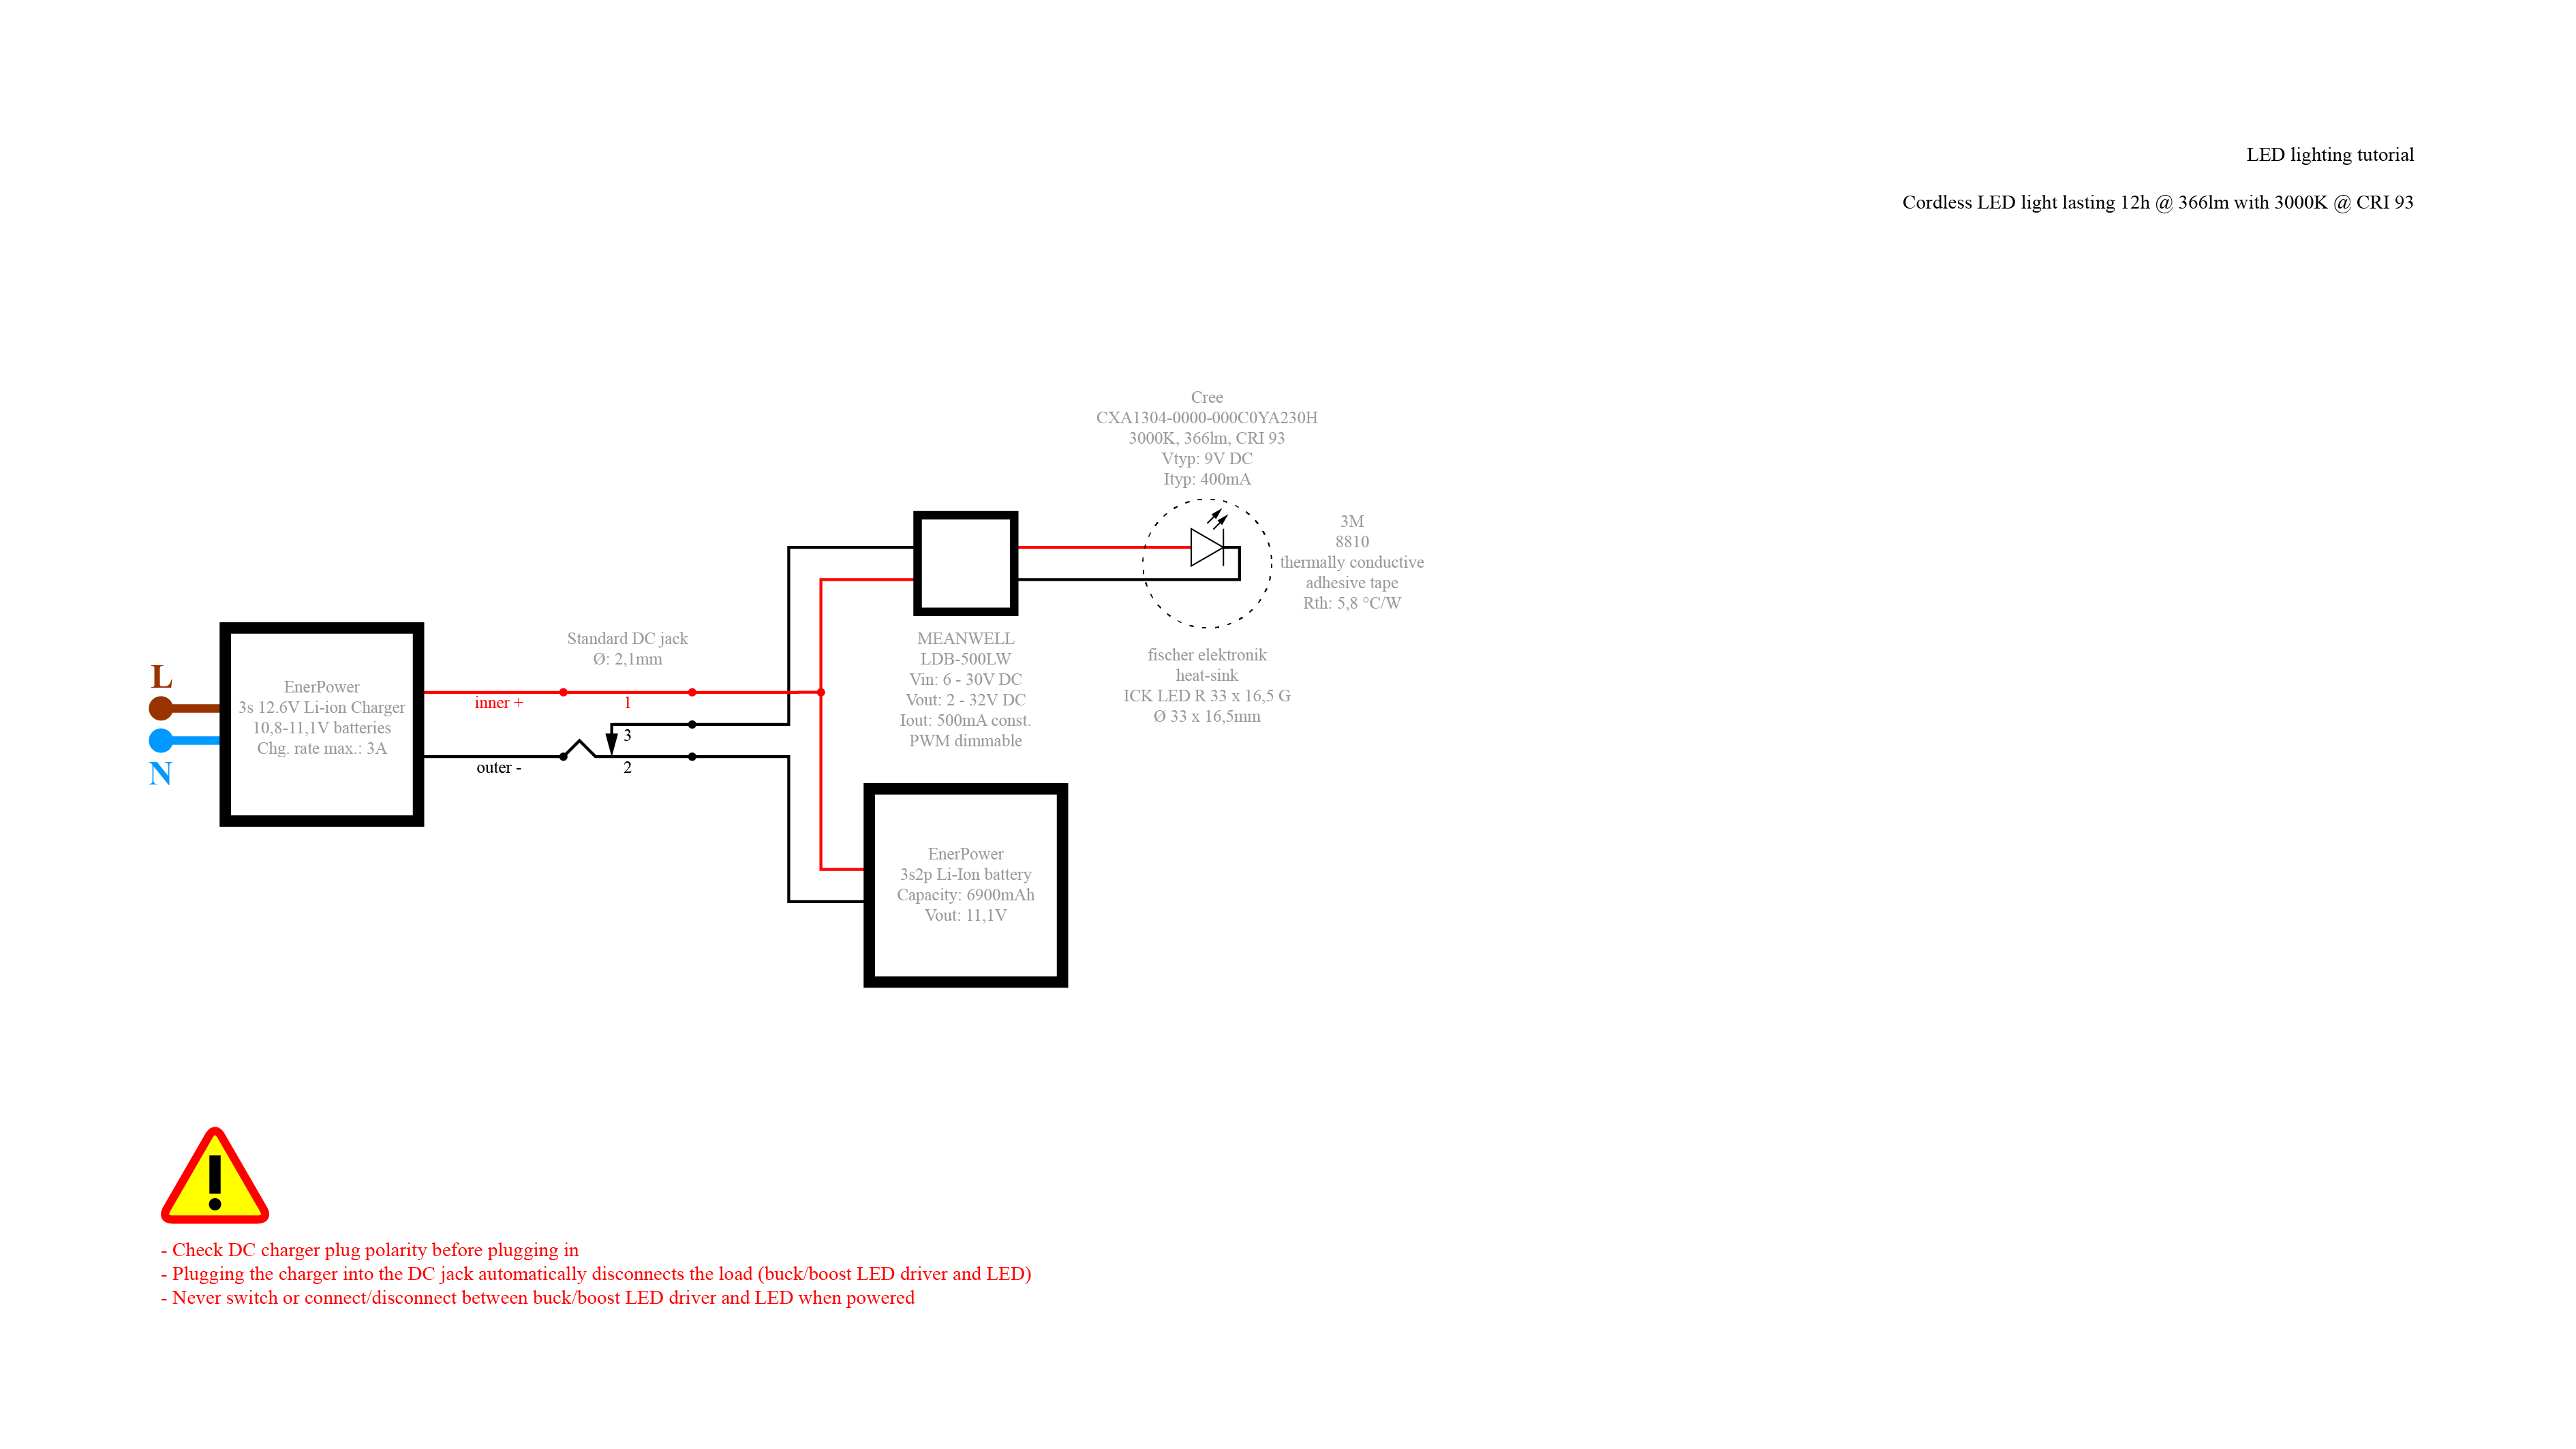 LED lighting tutorial
Cordless LED light lasting 12h @ 366lm with 3000K @ CRI 93
Cree
CXA1304-0000-000C0YA230H
3000K, 366lm, CRI 93
Vtyp: 9V DC
Ityp: 400mA
3M
8810
thermally conductive
adhesive tape
Rth: 5,8 °C/W
fischer elektronik
heat-sink
ICK LED R 33 x 16,5 G
Ø 33 x 16,5mm
MEANWELL
LDB-500LW
Vin: 6 - 30V DC
Vout: 2 - 32V DC
Iout: 500mA const.
PWM dimmable
Standard DC jack
Ø: 2,1mm
L
N
EnerPower
3s 12.6V Li-ion Charger
10,8-11,1V batteries
Chg. rate max.: 3A
inner +
1
3
outer -
2
EnerPower
3s2p Li-Ion battery
Capacity: 6900mAh
Vout: 11,1V
- Check DC charger plug polarity before plugging in
- Plugging the charger into the DC jack automatically disconnects the load (buck/boost LED driver and LED)
- Never switch or connect/disconnect between buck/boost LED driver and LED when powered